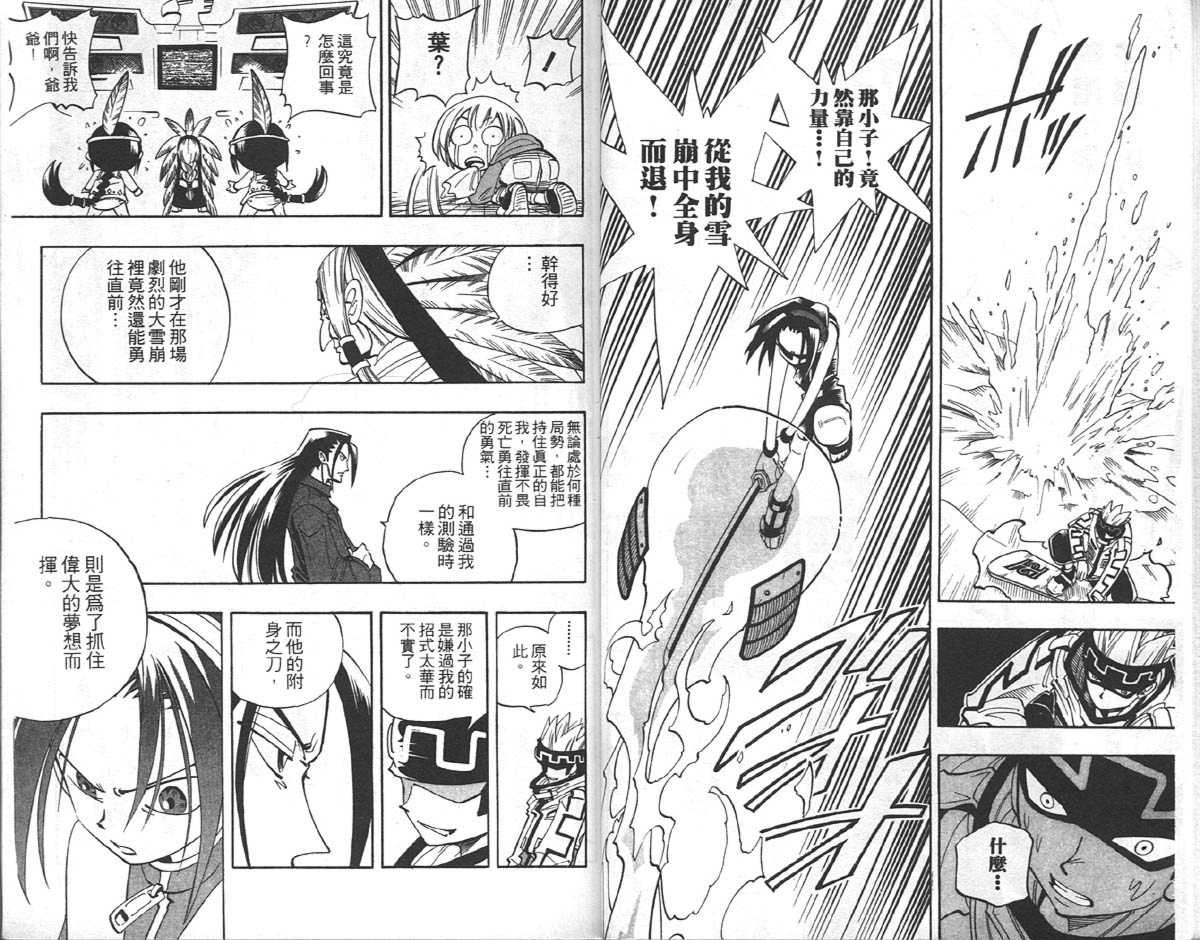 ボッ
什麼⋯
那小子！竟
然靠自己的
力量⋯！
從我的雪
崩中全身
而退！
！
葉？
這究竟是
怎麼回事
？
快告訴我
們啊，爺
爺！
幹得好
⋯
他剛才在那場
劇烈的大雪崩
裡竟然還能勇
往直前⋯
無論處於何種
局勢，都能把
持住真正的自
我，發揮不畏
死亡勇往直前
的勇氣⋯
和通過我
的測驗時
一樣。
⋯⋯⋯
原來如
此。
那小子的確
是嫌過我的
招式太華而
不實了。
而他的附
身之刀，
則是為了抓住
偉大的夢想而
揮。